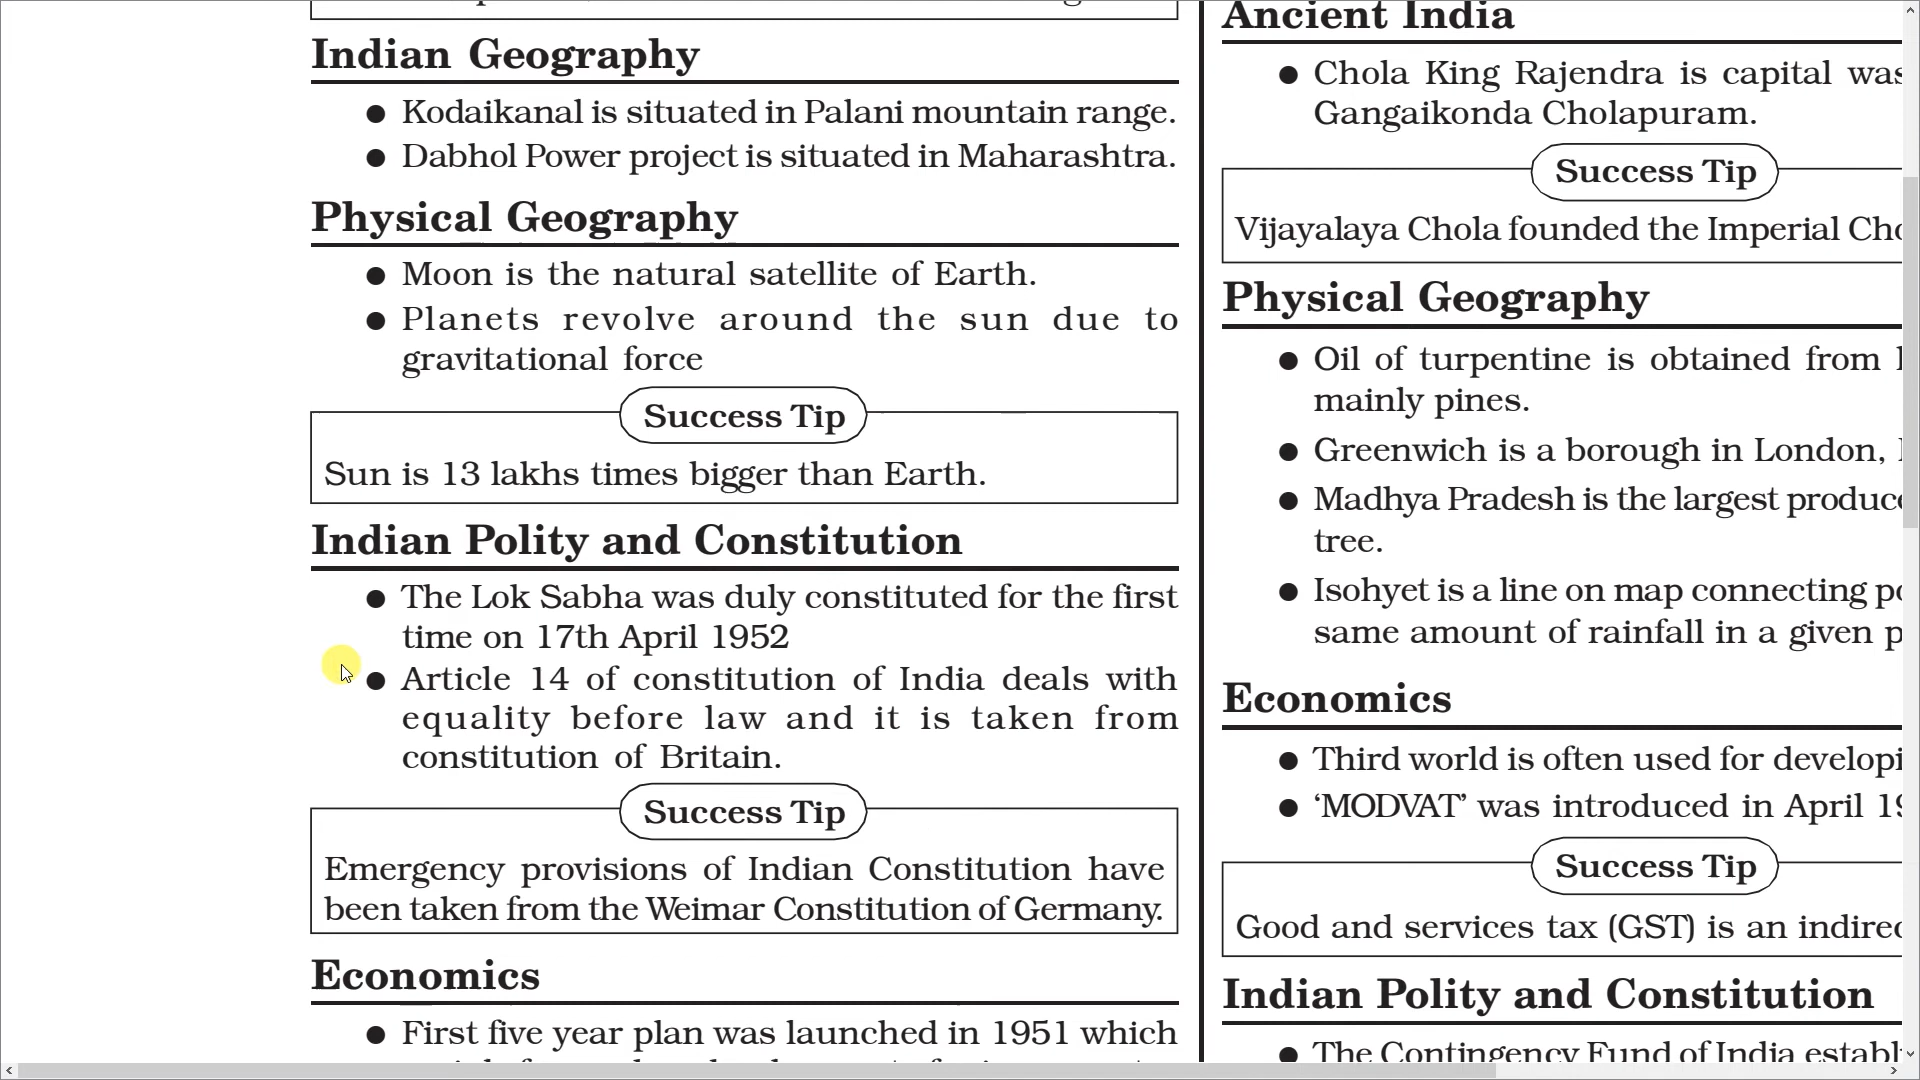 Indian Geography
● Kodaikanal is situated in Palani mountain range.
● Dabhol Power project is situated in Maharashtra.
Physical Geography
● Moon is the natural satellite of Earth.
● Planets revolve around the sun due to
gravitational force
Success Tip
Sun is 13 lakhs times bigger than Earth.
Indian Polity and Constitution
● The Lok Sabha was duly constituted for the first
time on 17th April 1952
● Article 14 of constitution of India deals with
equality before law and it is taken from
constitution of Britain.
Success Tip
Emergency provisions of Indian Constitution have
been taken from the Weimar Constitution of Germany.
Economics
● First five year plan was launched in 1951 which
Ancient India
● Chola King Rajendra is capital was
Gangaikonda Cholapuram.
Success Tip
Vijayalaya Chola founded the Imperial Cho
Physical Geography
● Oil of turpentine is obtained from
mainly pines.
● Greenwich is a borough in London,
● Madhya Pradesh is the largest produce
tree.
● Isohyet is a line on map connecting po
same amount of rainfall in a given p
Economics
● Third world is often used for developi
● ‘MODVAT’ was introduced in April 19
Success Tip
Good and services tax (GST) is an indirec
Indian Polity and Constitution
● The Contingency Fund of India establ